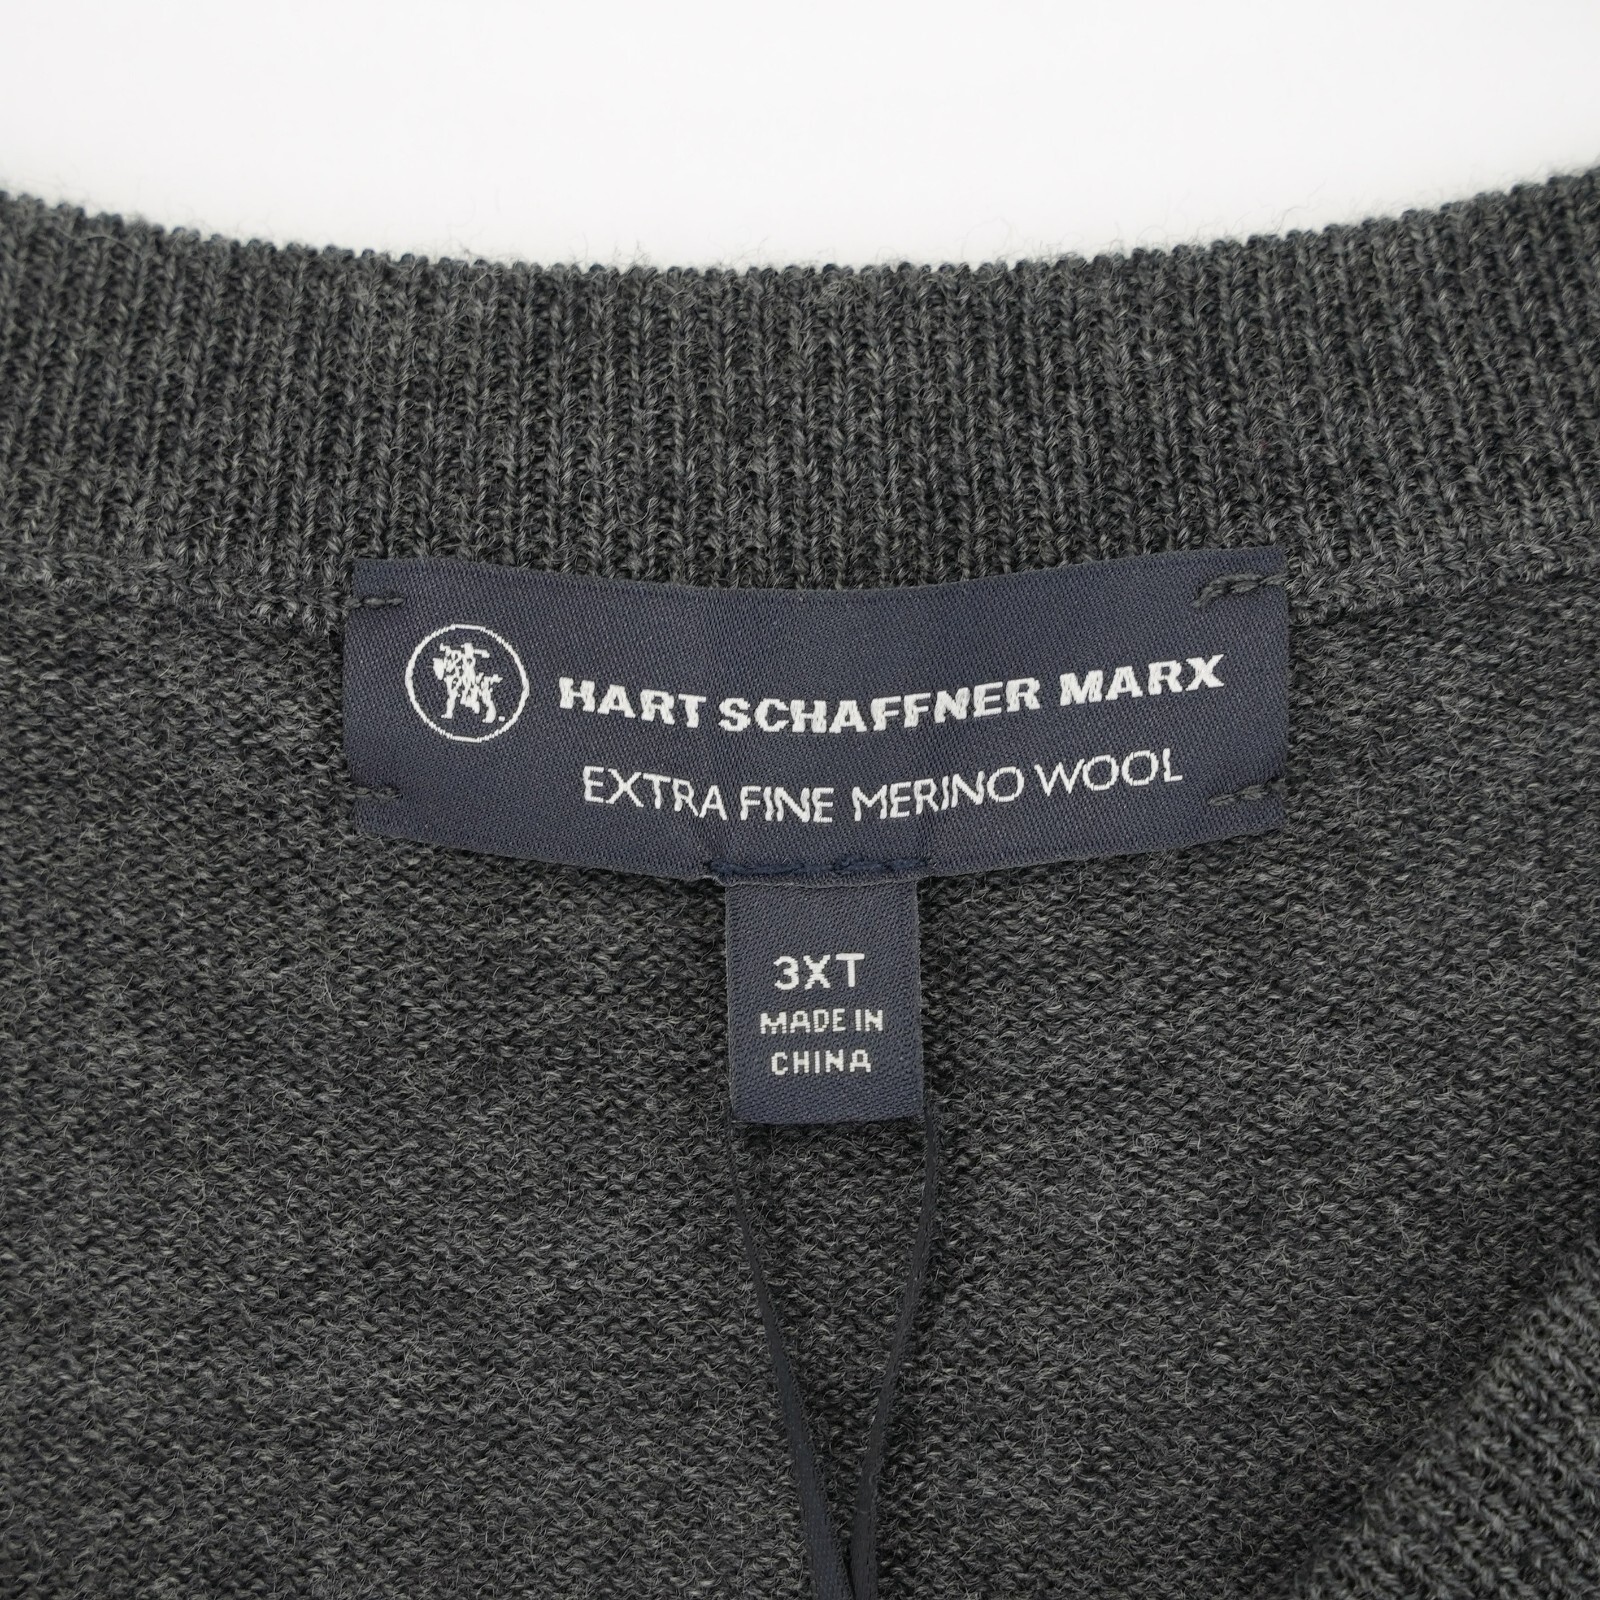 HART SCHAFFNER MARX
EXTRA FINE MERINO WOOL
3XT
MADE IN
CHINA